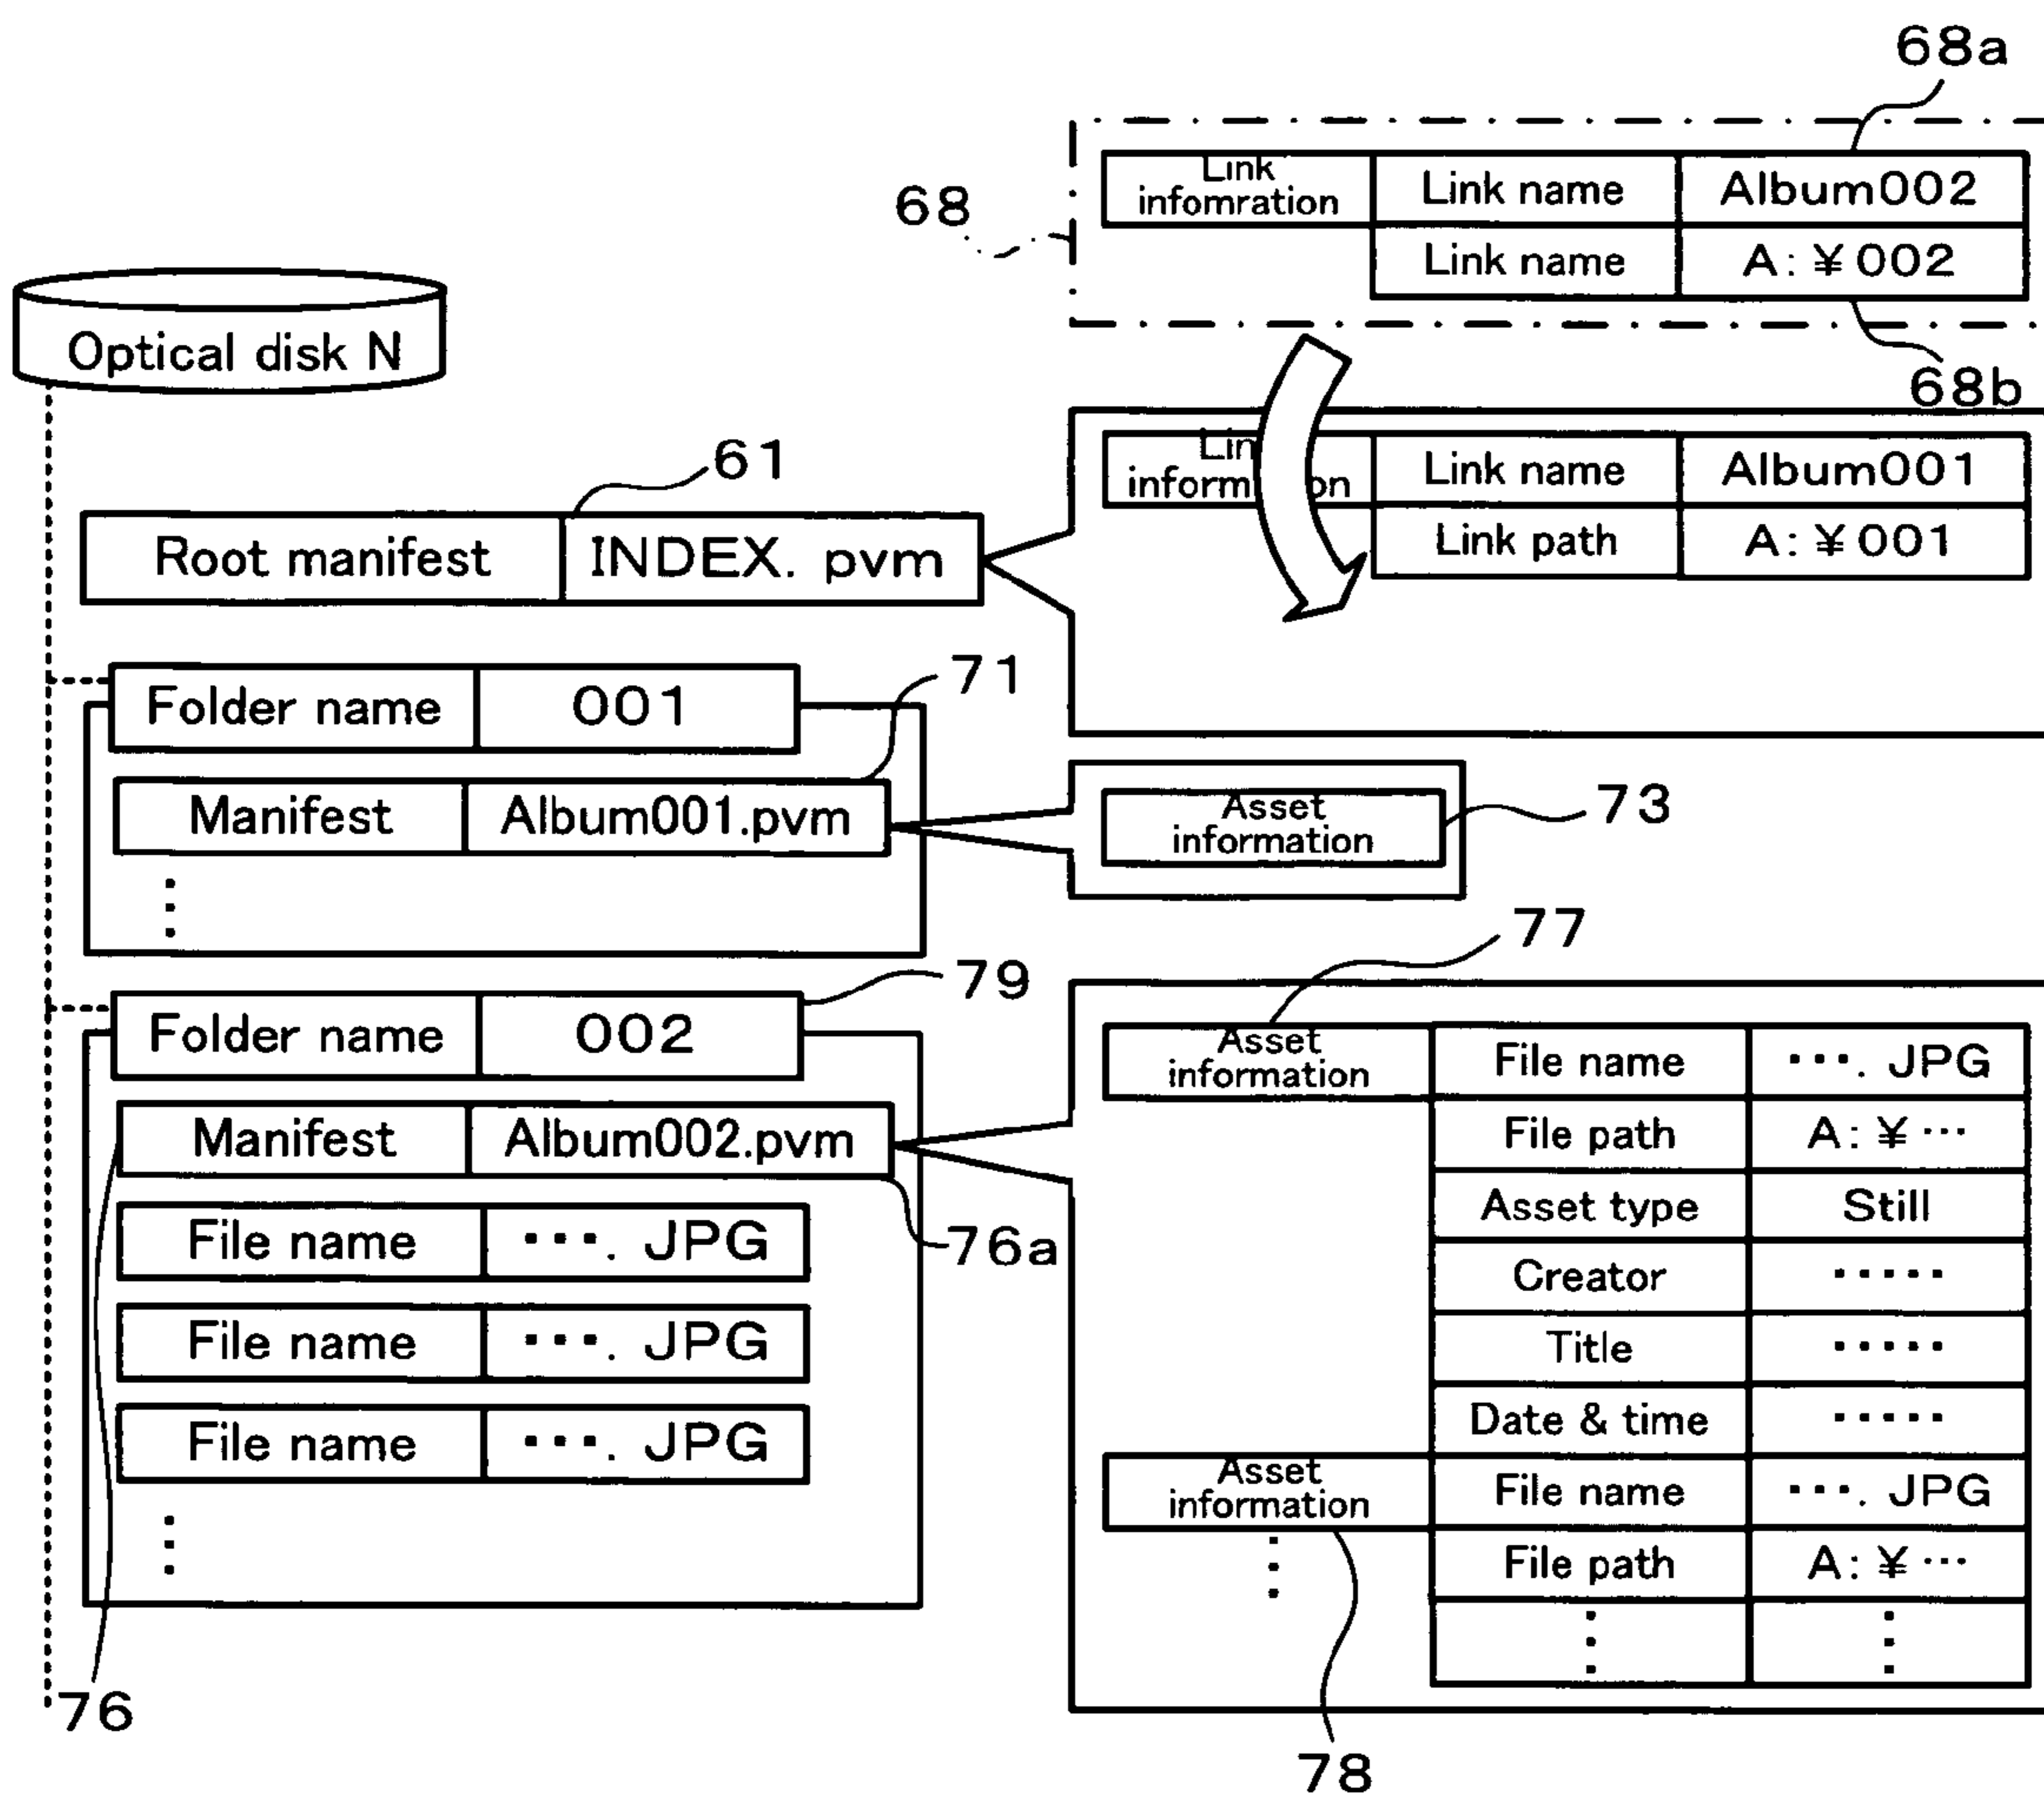 68a
Link
infomration
Link name
Album002
68
Link name
A:¥002
68b
Optical disk N
61
Root manifest
INDEX. pvm
Lin
inform on
Link name
Album001
Link path
A:¥001
71
Folder name
001
Manifest
Album001.pvm
Asset
information
73
77
79
Folder name
002
Manifest
Album002.pvm
76a
File name
···. JPG
File name
···. JPG
File name
···. JPG
76
Asset
information
File name
···. JPG
File path
A:¥···
Asset type
Still
Creator
·····
Title
·····
Date & time
·····
Asset
information
File name
···. JPG
File path
A:¥···
78